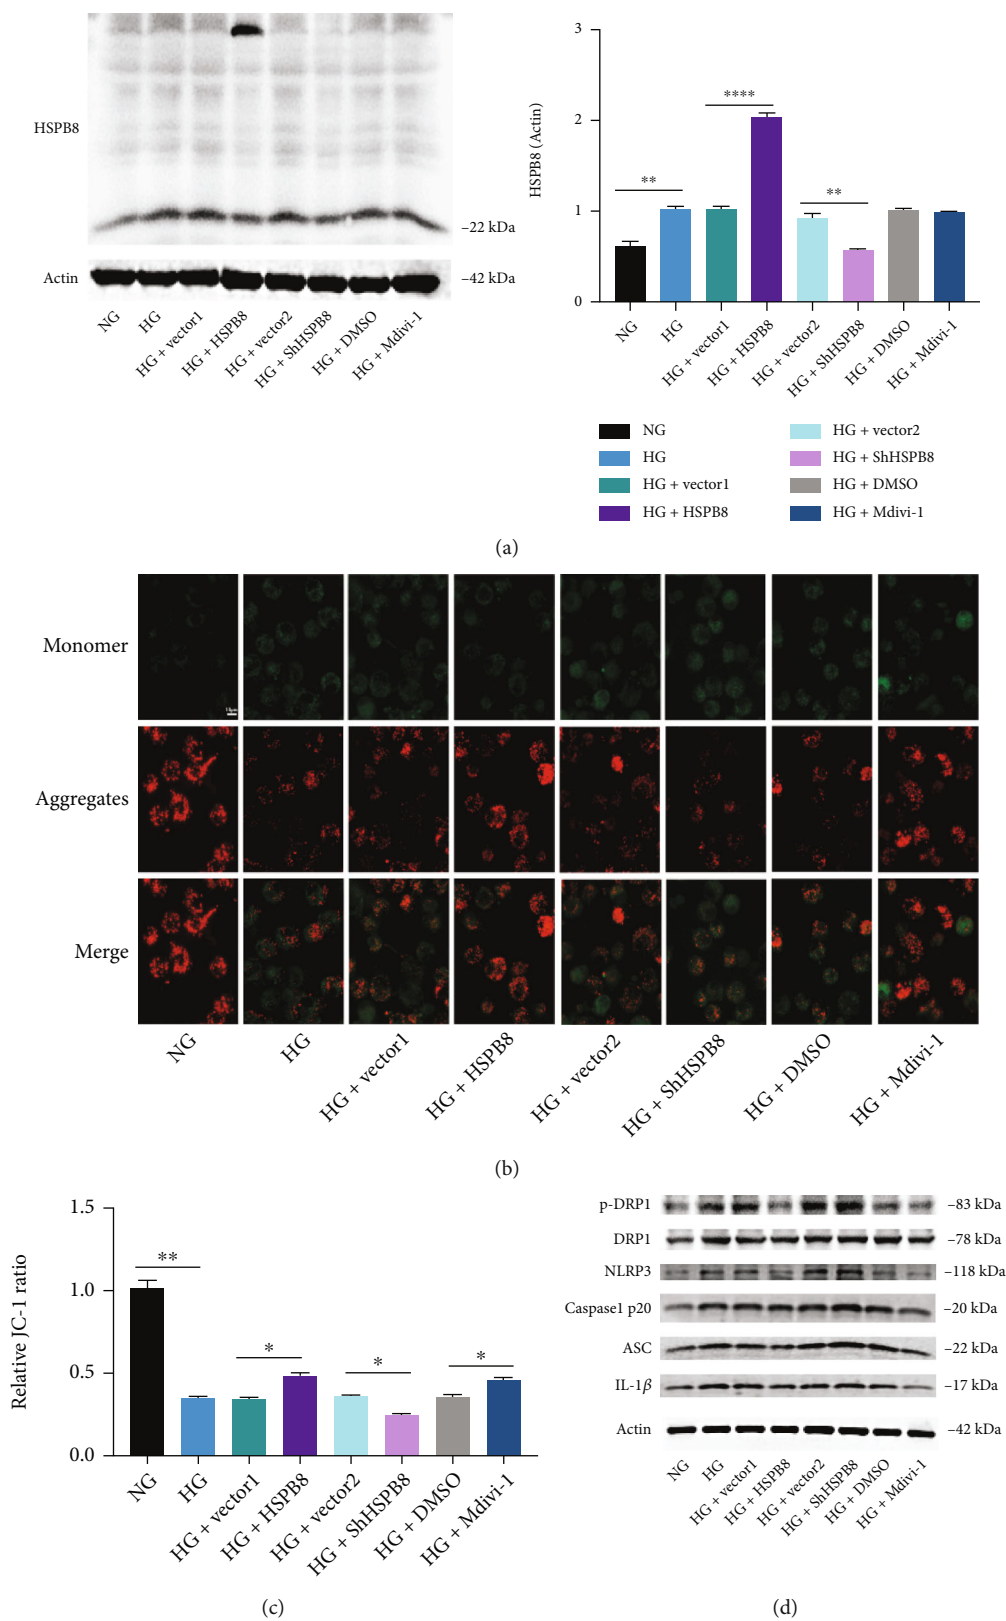 HSPB8
–22 kDa
Actin
–42 kDa
NG
HG
HG + vector1
HG + HSPB8
HG + vector2
HG + ShHSPB8
HG + DMSO
HG + Mdivi-1
HSPB8 (Actin)
3
2
1
0
**
****
**
NG
HG
HG + vector1
HG + HSPB8
HG + vector2
HG + ShHSPB8
HG + DMSO
HG + Mdivi-1
NG
HG
HG + vector1
HG + HSPB8
HG + vector2
HG + ShHSPB8
HG + DMSO
HG + Mdivi-1
(a)
Monomer
Aggregates
Merge
NG
HG
HG + vector1
HG + HSPB8
HG + vector2
HG + ShHSPB8
HG + DMSO
HG + Mdivi-1
(b)
Relative JC-1 ratio
1.5
1.0
0.5
0.0
**
*
*
*
NG
HG
HG + vector1
HG + HSPB8
HG + vector2
HG + ShHSPB8
HG + DMSO
HG + Mdivi-1
(c)
p-DRP1
–83 kDa
DRP1
–78 kDa
NLRP3
–118 kDa
Caspase1 p20
–20 kDa
ASC
–22 kDa
IL-1β
–17 kDa
Actin
–42 kDa
NG
HG
HG + vector1
HG + HSPB8
HG + vector2
HG + ShHSPB8
HG + DMSO
HG + Mdivi-1
(d)